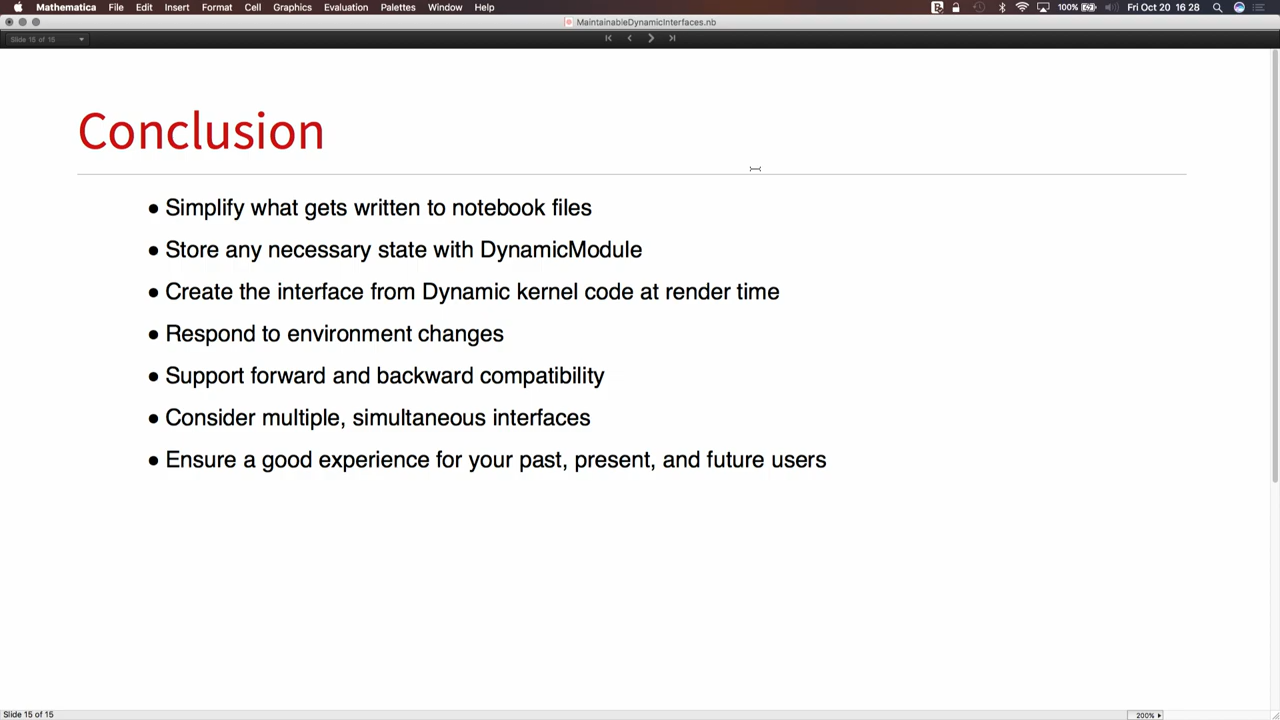 Mathematica File Edit Insert Format Cell Graphics Evaluation Palettes Window Help 100% Fri Oct 20 16 28
MaintainableDynamicInterfaces.nb
Slide 15 of 15
Conclusion
● Simplify what gets written to notebook files
● Store any necessary state with DynamicModule
● Create the interface from Dynamic kernel code at render time
● Respond to environment changes
● Support forward and backward compatibility
● Consider multiple, simultaneous interfaces
● Ensure a good experience for your past, present, and future users
Slide 15 of 15 200%